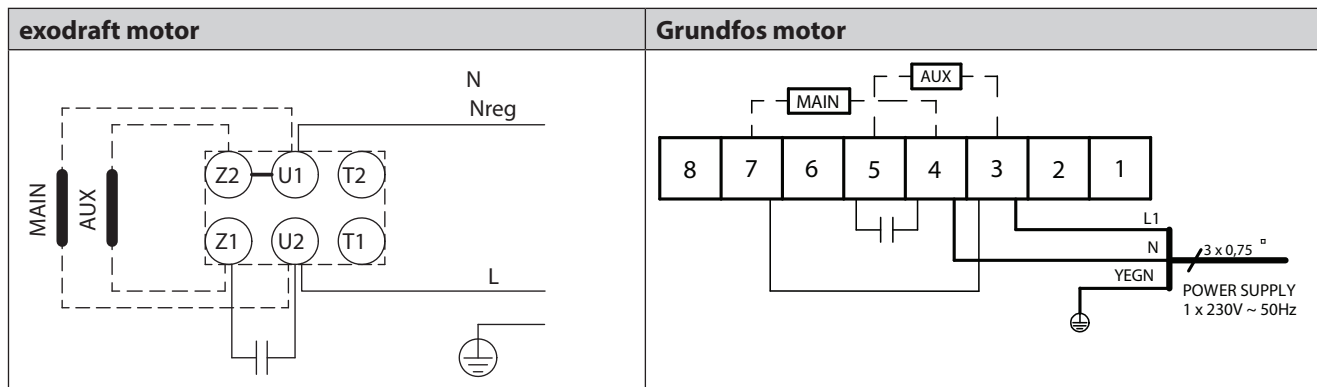 exodraft motor
Grundfos motor
N
Nreg
MAIN
AUX
Z2
U1
T2
Z1
U2
T1
L
AUX
MAIN
8 7 6 5 4 3 2 1
L1
N
3 x 0,75 ¤
YEGN
POWER SUPPLY
1 x 230V ~ 50Hz